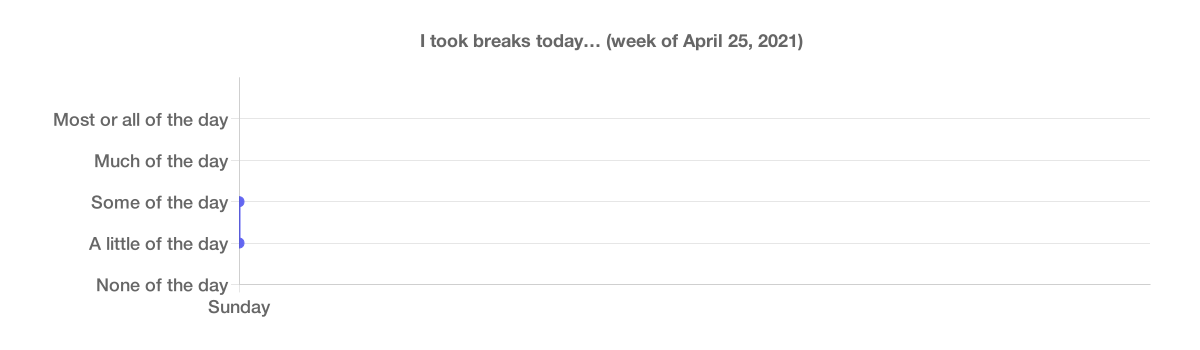 I took breaks today… (week of April 25, 2021)
Most or all of the day
Much of the day
Some of the day
A little of the day
None of the day
Sunday